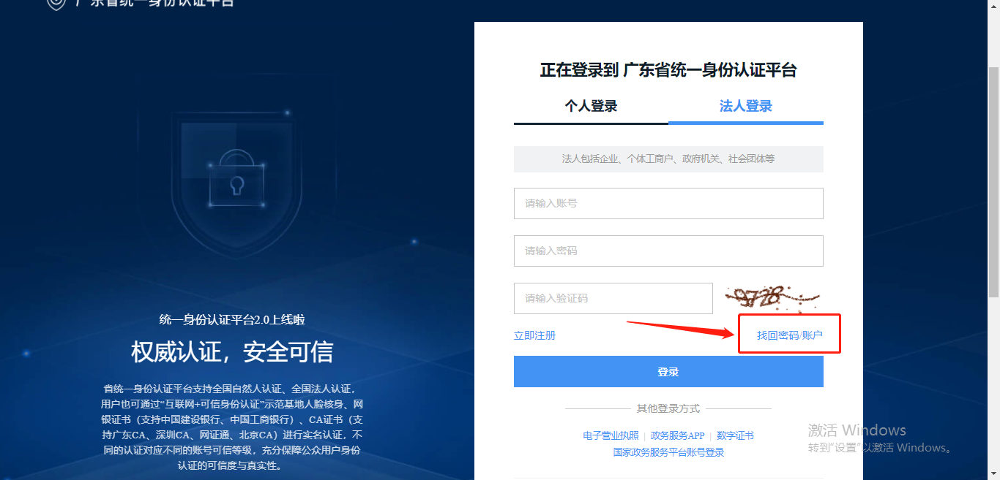 广东省统一身份认证平台
正在登录到 广东省统一身份认证平台
个人登录 法人登录
法人包括企业、个体工商户、政府机关、社会团体等
请输入账号
请输入密码
请输入验证码 9728
立即注册 找回密码/账户
登录
其他登录方式
电子营业执照 | 政务服务APP | 数字证书
国家政务服务平台账号登录
统一身份认证平台2.0上线啦
权威认证，安全可信
省统一身份认证平台支持全国自然人认证、全国法人认证，
用户也可通过“互联网+可信身份认证”示范基地人脸核身、网
银证书（支持中国建设银行、中国工商银行）、CA证书（支
持广东CA、深圳CA、网证通、北京CA）进行实名认证，不
同的认证对应不同的账号可信等级，充分保障公众用户身份
认证的可信度与真实性。
激活 Windows
转到“设置”以激活 Windows。